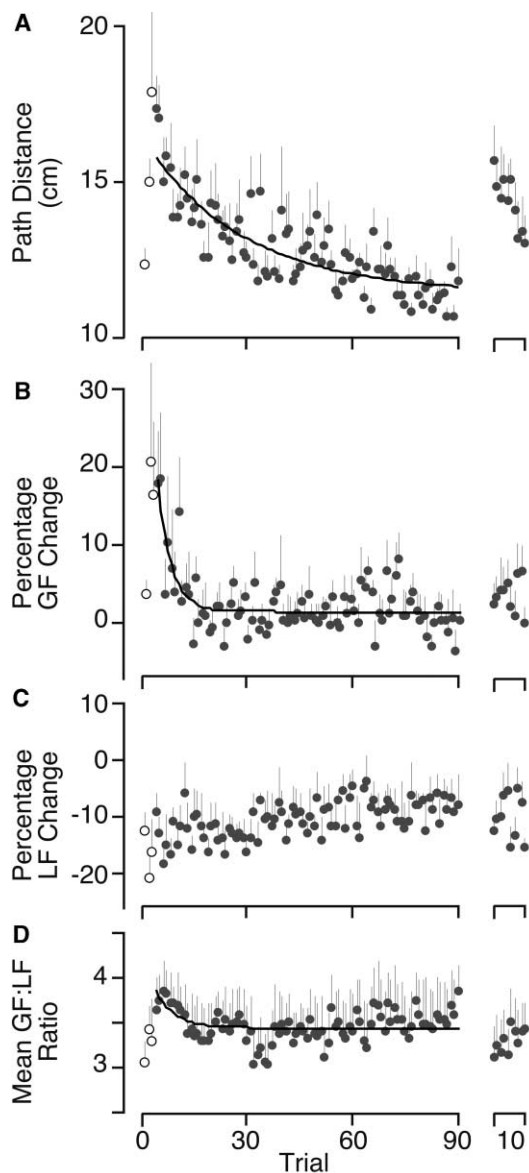 A
20
15
10
Path Distance
(cm)
B
30
20
10
0
Percentage
GF Change
C
10
0
-10
-20
Percentage
LF Change
D
4
3
Mean GF:LF
Ratio
0 30 60 90 10
Trial